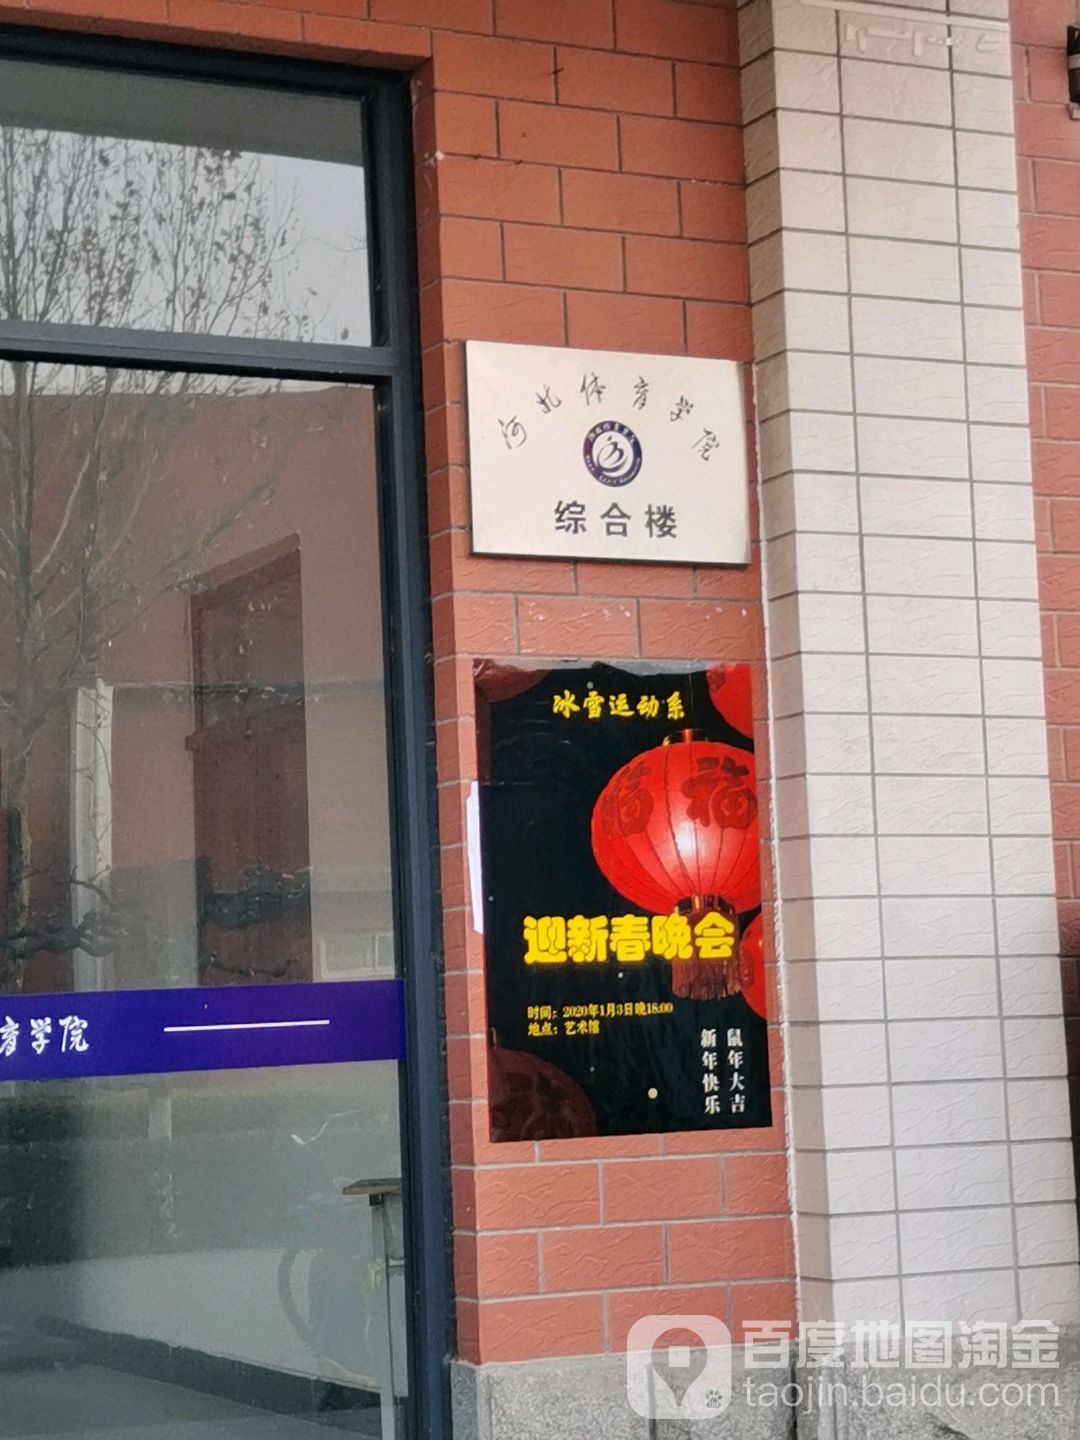 河北体育学院
综合楼
冰雪运动系
福 福
迎新春晚会
时间：2020年1月3日晚18:00
地点：艺术馆
鼠年大吉
新年快乐
育学院
百度地图淘金
taojin.baidu.com